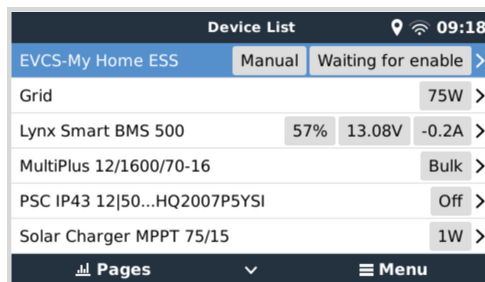 Device List 09:18
EVCS-My Home ESS Manual Waiting for enable
Grid 75W
Lynx Smart BMS 500 57% 13.08V -0.2A
MultiPlus 12/1600/70-16 Bulk
PSC IP43 12|50...HQ2007P5YSI Off
Solar Charger MPPT 75/15 1W
Pages Menu